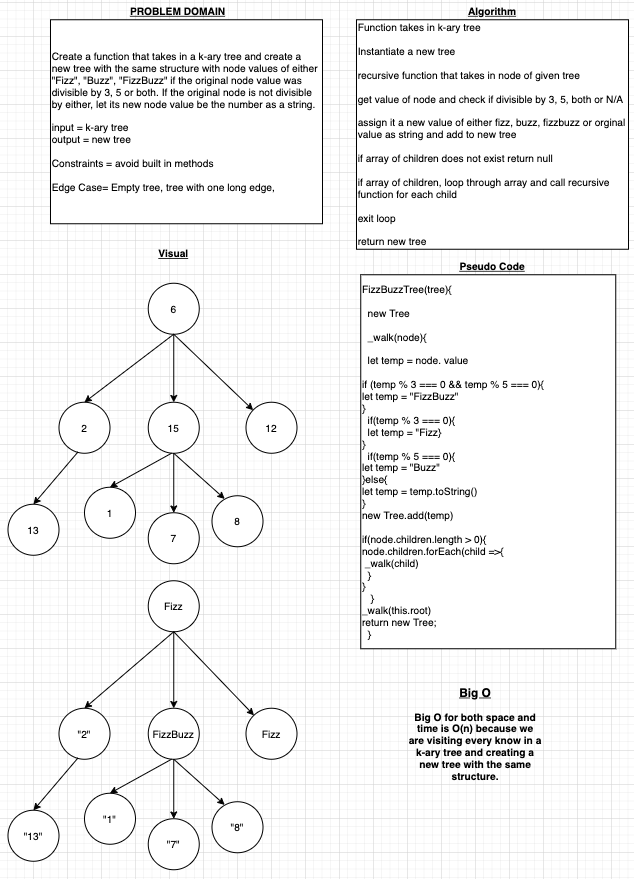 PROBLEM DOMAIN
Create a function that takes in a k-ary tree and create a
new tree with the same structure with node values of either
"Fizz", "Buzz", "FizzBuzz" if the original node value was
divisible by 3, 5 or both. If the original node is not divisible
by either, let its new node value be the number as a string.
input = k-ary tree
output = new tree
Constraints = avoid built in methods
Edge Case= Empty tree, tree with one long edge,
Algorithm
Function takes in k-ary tree
Instantiate a new tree
recursive function that takes in node of given tree
get value of node and check if divisible by 3, 5, both or N/A
assign it a new value of either fizz, buzz, fizzbuzz or orginal
value as string and add to new tree
if array of children does not exist return null
if array of children, loop through array and call recursive
function for each child
exit loop
return new tree
Visual
6
2
15
12
13
1
7
8
Fizz
"2"
FizzBuzz
Fizz
"13"
"1"
"7"
"8"
Pseudo Code
FizzBuzzTree(tree){
new Tree
_walk(node){
let temp = node. value
if (temp % 3 === 0 && temp % 5 === 0){
let temp = "FizzBuzz"
}
if(temp % 3 === 0){
let temp = "Fizz}
}
if(temp % 5 === 0){
let temp = "Buzz"
}else{
let temp = temp.toString()
}
new Tree.add(temp)
if(node.children.length > 0){
node.children.forEach(child =>{
_walk(child)
}
}
}
_walk(this.root)
return new Tree;
}
Big O
Big O for both space and
time is O(n) because we
are visiting every know in a
k-ary tree and creating a
new tree with the same
structure.